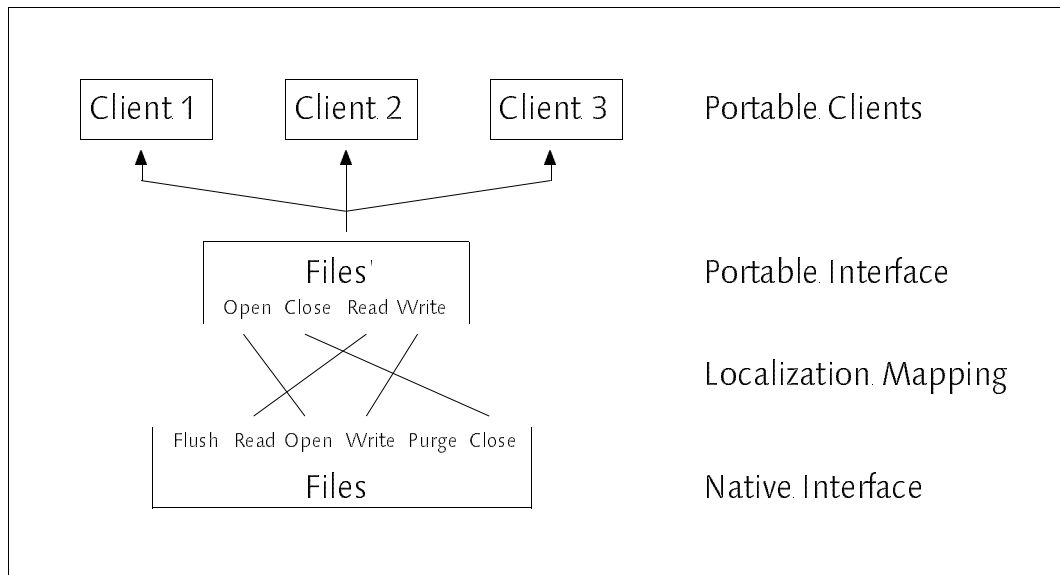 Client 1 Client 2 Client 3 Portable Clients
Files' Portable Interface
Open Close Read Write
Localization Mapping
Flush Read Open Write Purge Close
Files Native Interface